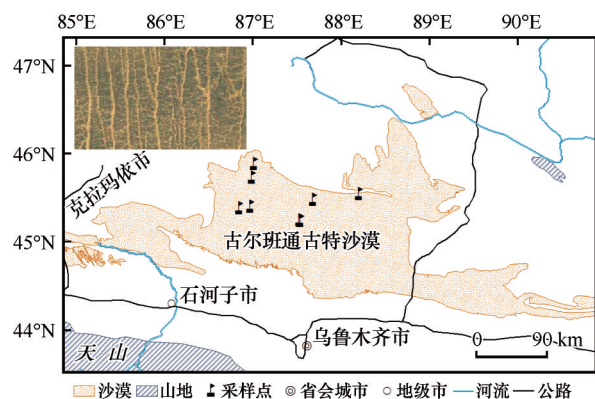 85°E 86°E 87°E 88°E 90°E
47°N
46°N
45°N
44°N
克拉玛依市
古尔班通古特沙漠
石河子市
乌鲁木齐市
天山
0 90 km
沙漠 山地 采样点 省会城市 地级市 河流 公路